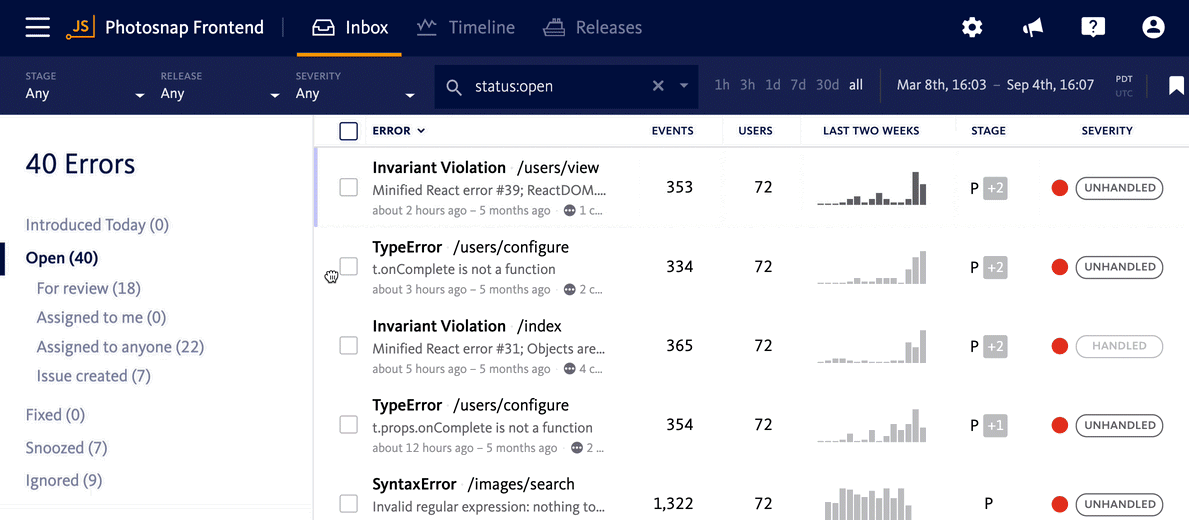 JS Photosnap Frontend Inbox Timeline Releases
STAGE RELEASE SEVERITY
Any Any Any status:open 1h 3h 1d 7d 30d all Mar 8th, 16:03 – Sep 4th, 16:07 PDT
UTC
40 Errors
Introduced Today (0)
Open (40)
For review (18)
Assigned to me (0)
Assigned to anyone (22)
Issue created (7)
Fixed (0)
Snoozed (7)
Ignored (9)
ERROR EVENTS USERS LAST TWO WEEKS STAGE SEVERITY
Invariant Violation · /users/view
Minified React error #39; ReactDOM.... 353 72 P +2 UNHANDLED
about 2 hours ago – 5 months ago · 1 c...
TypeError · /users/configure
t.onComplete is not a function 334 72 P +2 UNHANDLED
about 3 hours ago – 5 months ago · 2 c...
Invariant Violation · /index
Minified React error #31; Objects are... 365 72 P +2 HANDLED
about 5 hours ago – 5 months ago · 4 c...
TypeError · /users/configure
t.props.onComplete is not a function 354 72 P +1 UNHANDLED
about 12 hours ago – 5 months ago · 2 ...
SyntaxError · /images/search
Invalid regular expression: nothing to... 1,322 72 P UNHANDLED